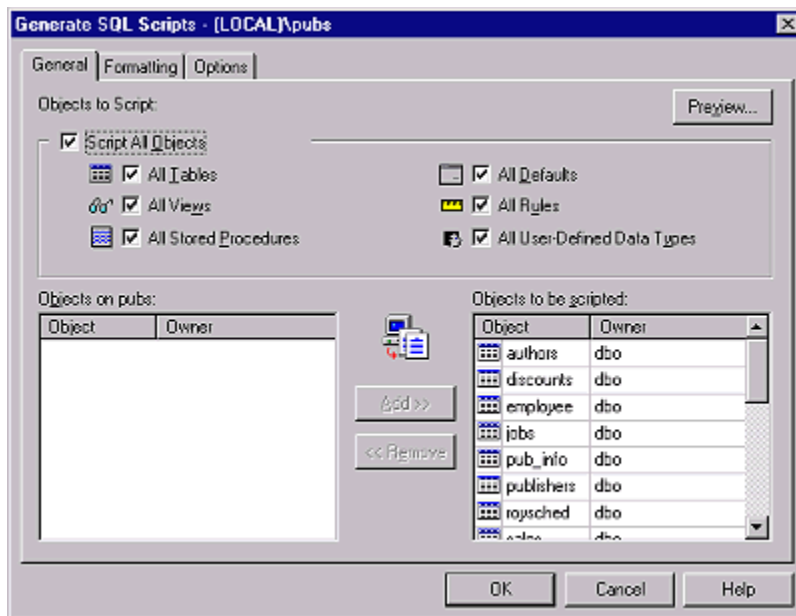 Generate SQL Scripts - (LOCAL)\pubs
General Formatting Options
Objects to Script:
Preview...
Script All Objects
All Tables All Defaults
All Views All Rules
All Stored Procedures All User-Defined Data Types
Objects on pubs: Objects to be scripted:
Object Owner Object Owner
authors dbo
discounts dbo
Add >> employee dbo
jobs dbo
<< Remove pub_info dbo
publishers dbo
roysched dbo
sales dbo
OK Cancel Help